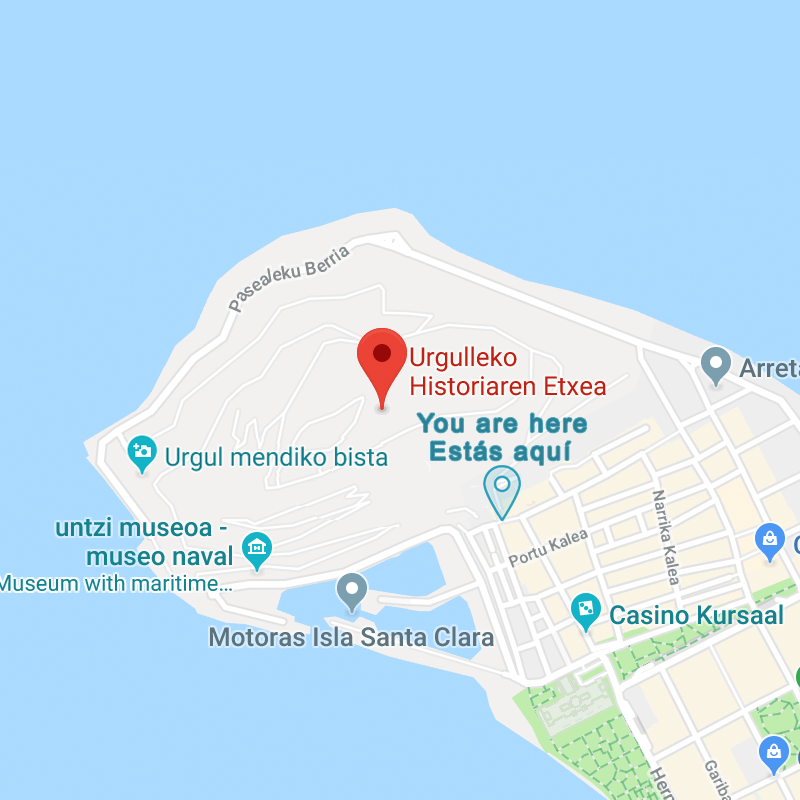 Pasealeku Berria
Urgulleko
Historiaren Etxea
Arreta
You are here
Estás aquí
Urgul mendiko bista
untzi museoa -
museo naval
Museum with maritime...
Portu Kalea
Narrika Kalea
Casino Kursaal
Motoras Isla Santa Clara
C
Hern
Gariba